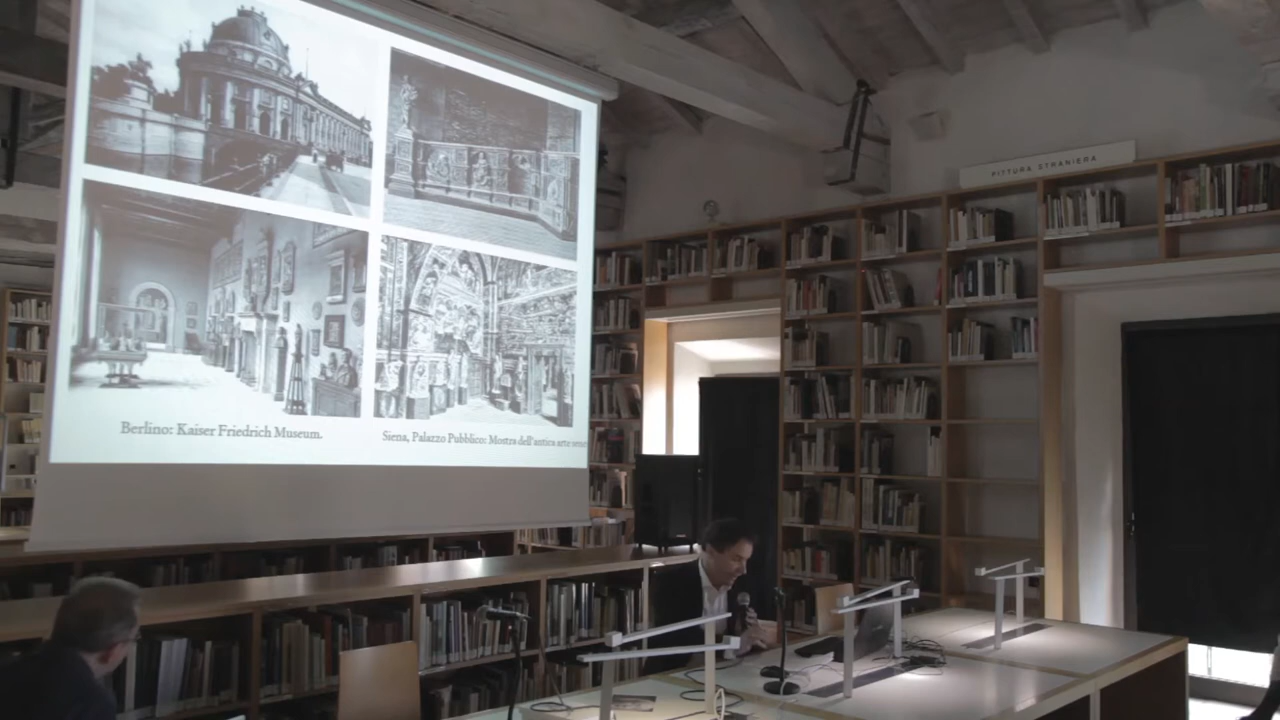 PITTURA STRANIERA
Berlino: Kaiser Friedrich Museum.
Siena, Palazzo Pubblico: Mostra dell'antica arte